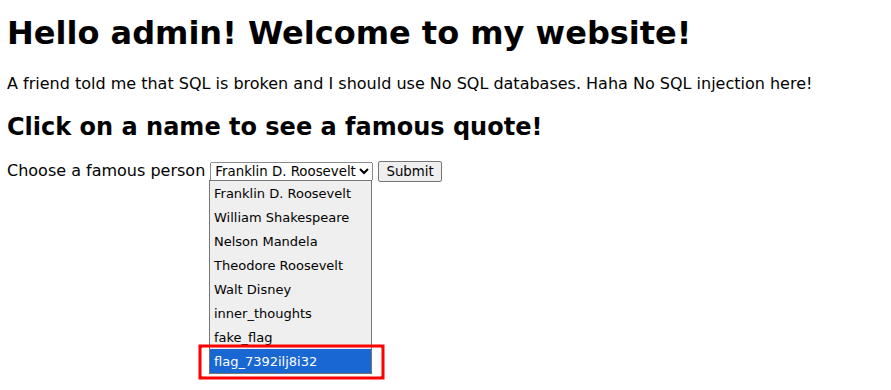 Hello admin! Welcome to my website!
A friend told me that SQL is broken and I should use No SQL databases. Haha No SQL injection here!
Click on a name to see a famous quote!
Choose a famous person Franklin D. Roosevelt Submit
Franklin D. Roosevelt
William Shakespeare
Nelson Mandela
Theodore Roosevelt
Walt Disney
inner_thoughts
fake_flag
flag_7392ilj8i32